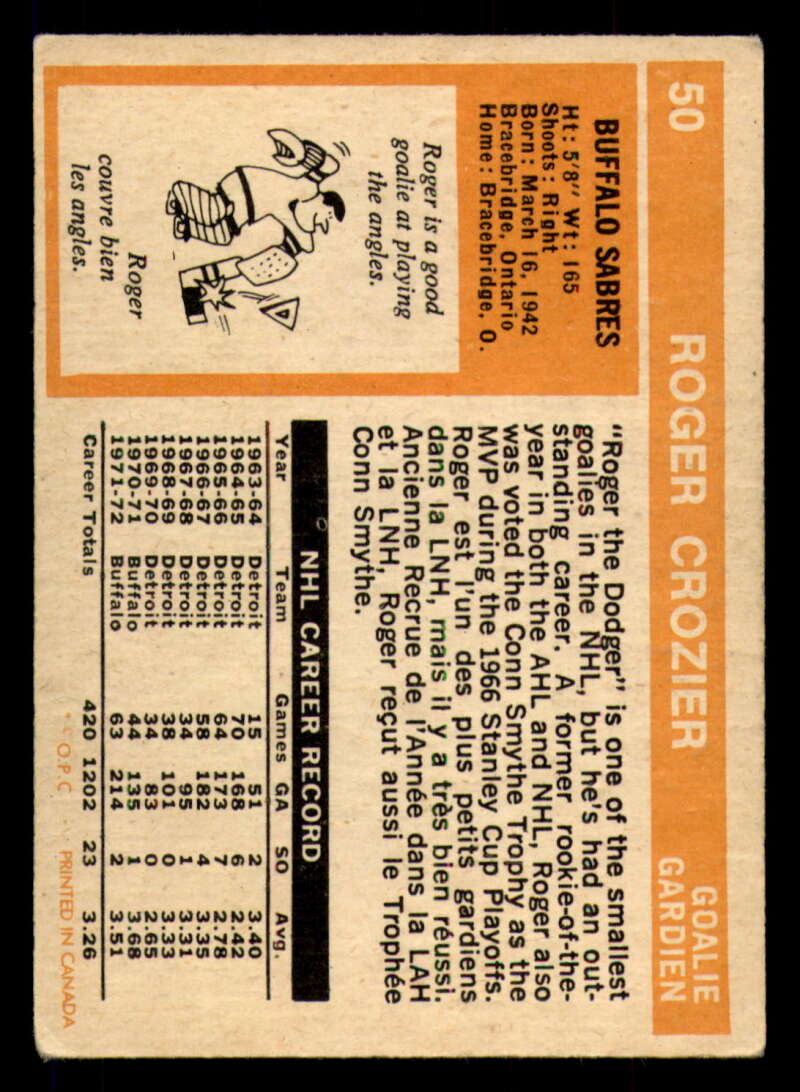 50 ROGER CROZIER GOALIE
GARDIEN
BUFFALO SABRES
Ht: 5'8" Wt: 165
Shoots: Right
Born: March 16, 1942
Bracebridge, Ontario
Home: Bracebridge, O.
Roger is a good
goalie at playing
the angles.
Roger
couvre bien
les angles.
"Roger the Dodger" is one of the smallest
goalies in the NHL, but he's had an out-
standing career. A former rookie-of-the-
year in both the AHL and NHL, Roger also
was voted the Conn Smythe Trophy as the
MVP during the 1966 Stanley Cup Playoffs.
Roger est l'un des plus petits gardiens
dans la LNH, mais il y a très bien réussi.
Ancienne Recrue de l'Année dans la LAH
et la LNH, Roger reçut aussi le Trophée
Conn Smythe.
NHL CAREER RECORD
Year Team Games GA SO Avg.
1963-64 Detroit 15 51 2 3.40
1964-65 Detroit 70 168 6 2.42
1965-66 Detroit 64 173 7 2.78
1966-67 Detroit 58 182 4 3.35
1967-68 Detroit 34 95 1 3.31
1968-69 Detroit 38 101 0 3.33
1969-70 Detroit 34 83 0 2.65
1970-71 Buffalo 44 135 1 3.68
1971-72 Buffalo 63 214 2 3.51
Career Totals 420 1202 23 3.26
O.P.C. PRINTED IN CANADA